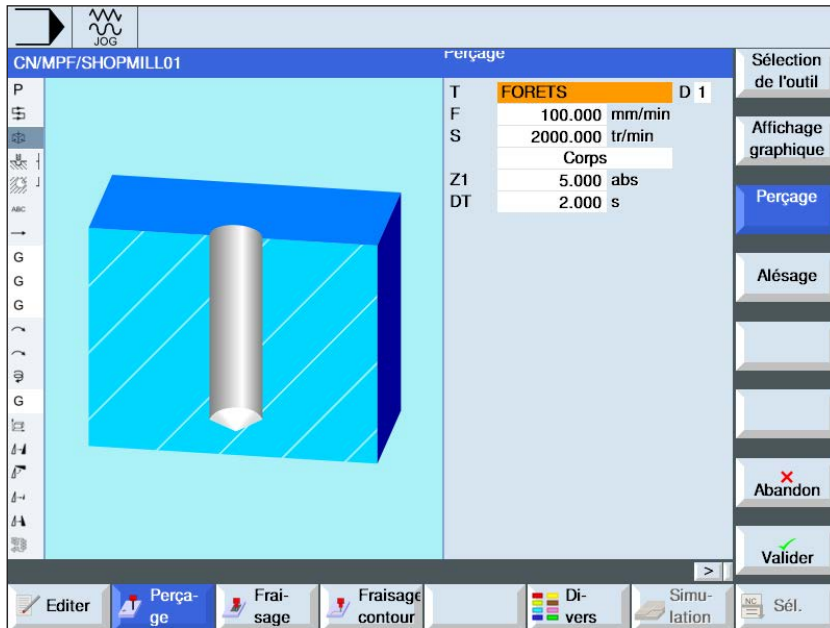 JOG
CN/MPF/SHOPMILL01
Perçage
P
ABC
G
G
G
G
T FORETS D 1
F 100.000 mm/min
S 2000.000 tr/min
Corps
Z1 5.000 abs
DT 2.000 s
Sélection
de l'outil
Affichage
graphique
Perçage
Alésage
Abandon
Valider
>
Editer
Perça-
ge
Frai-
sage
Fraisage
contour
Di-
vers
Simu-
lation
NC
Sél.